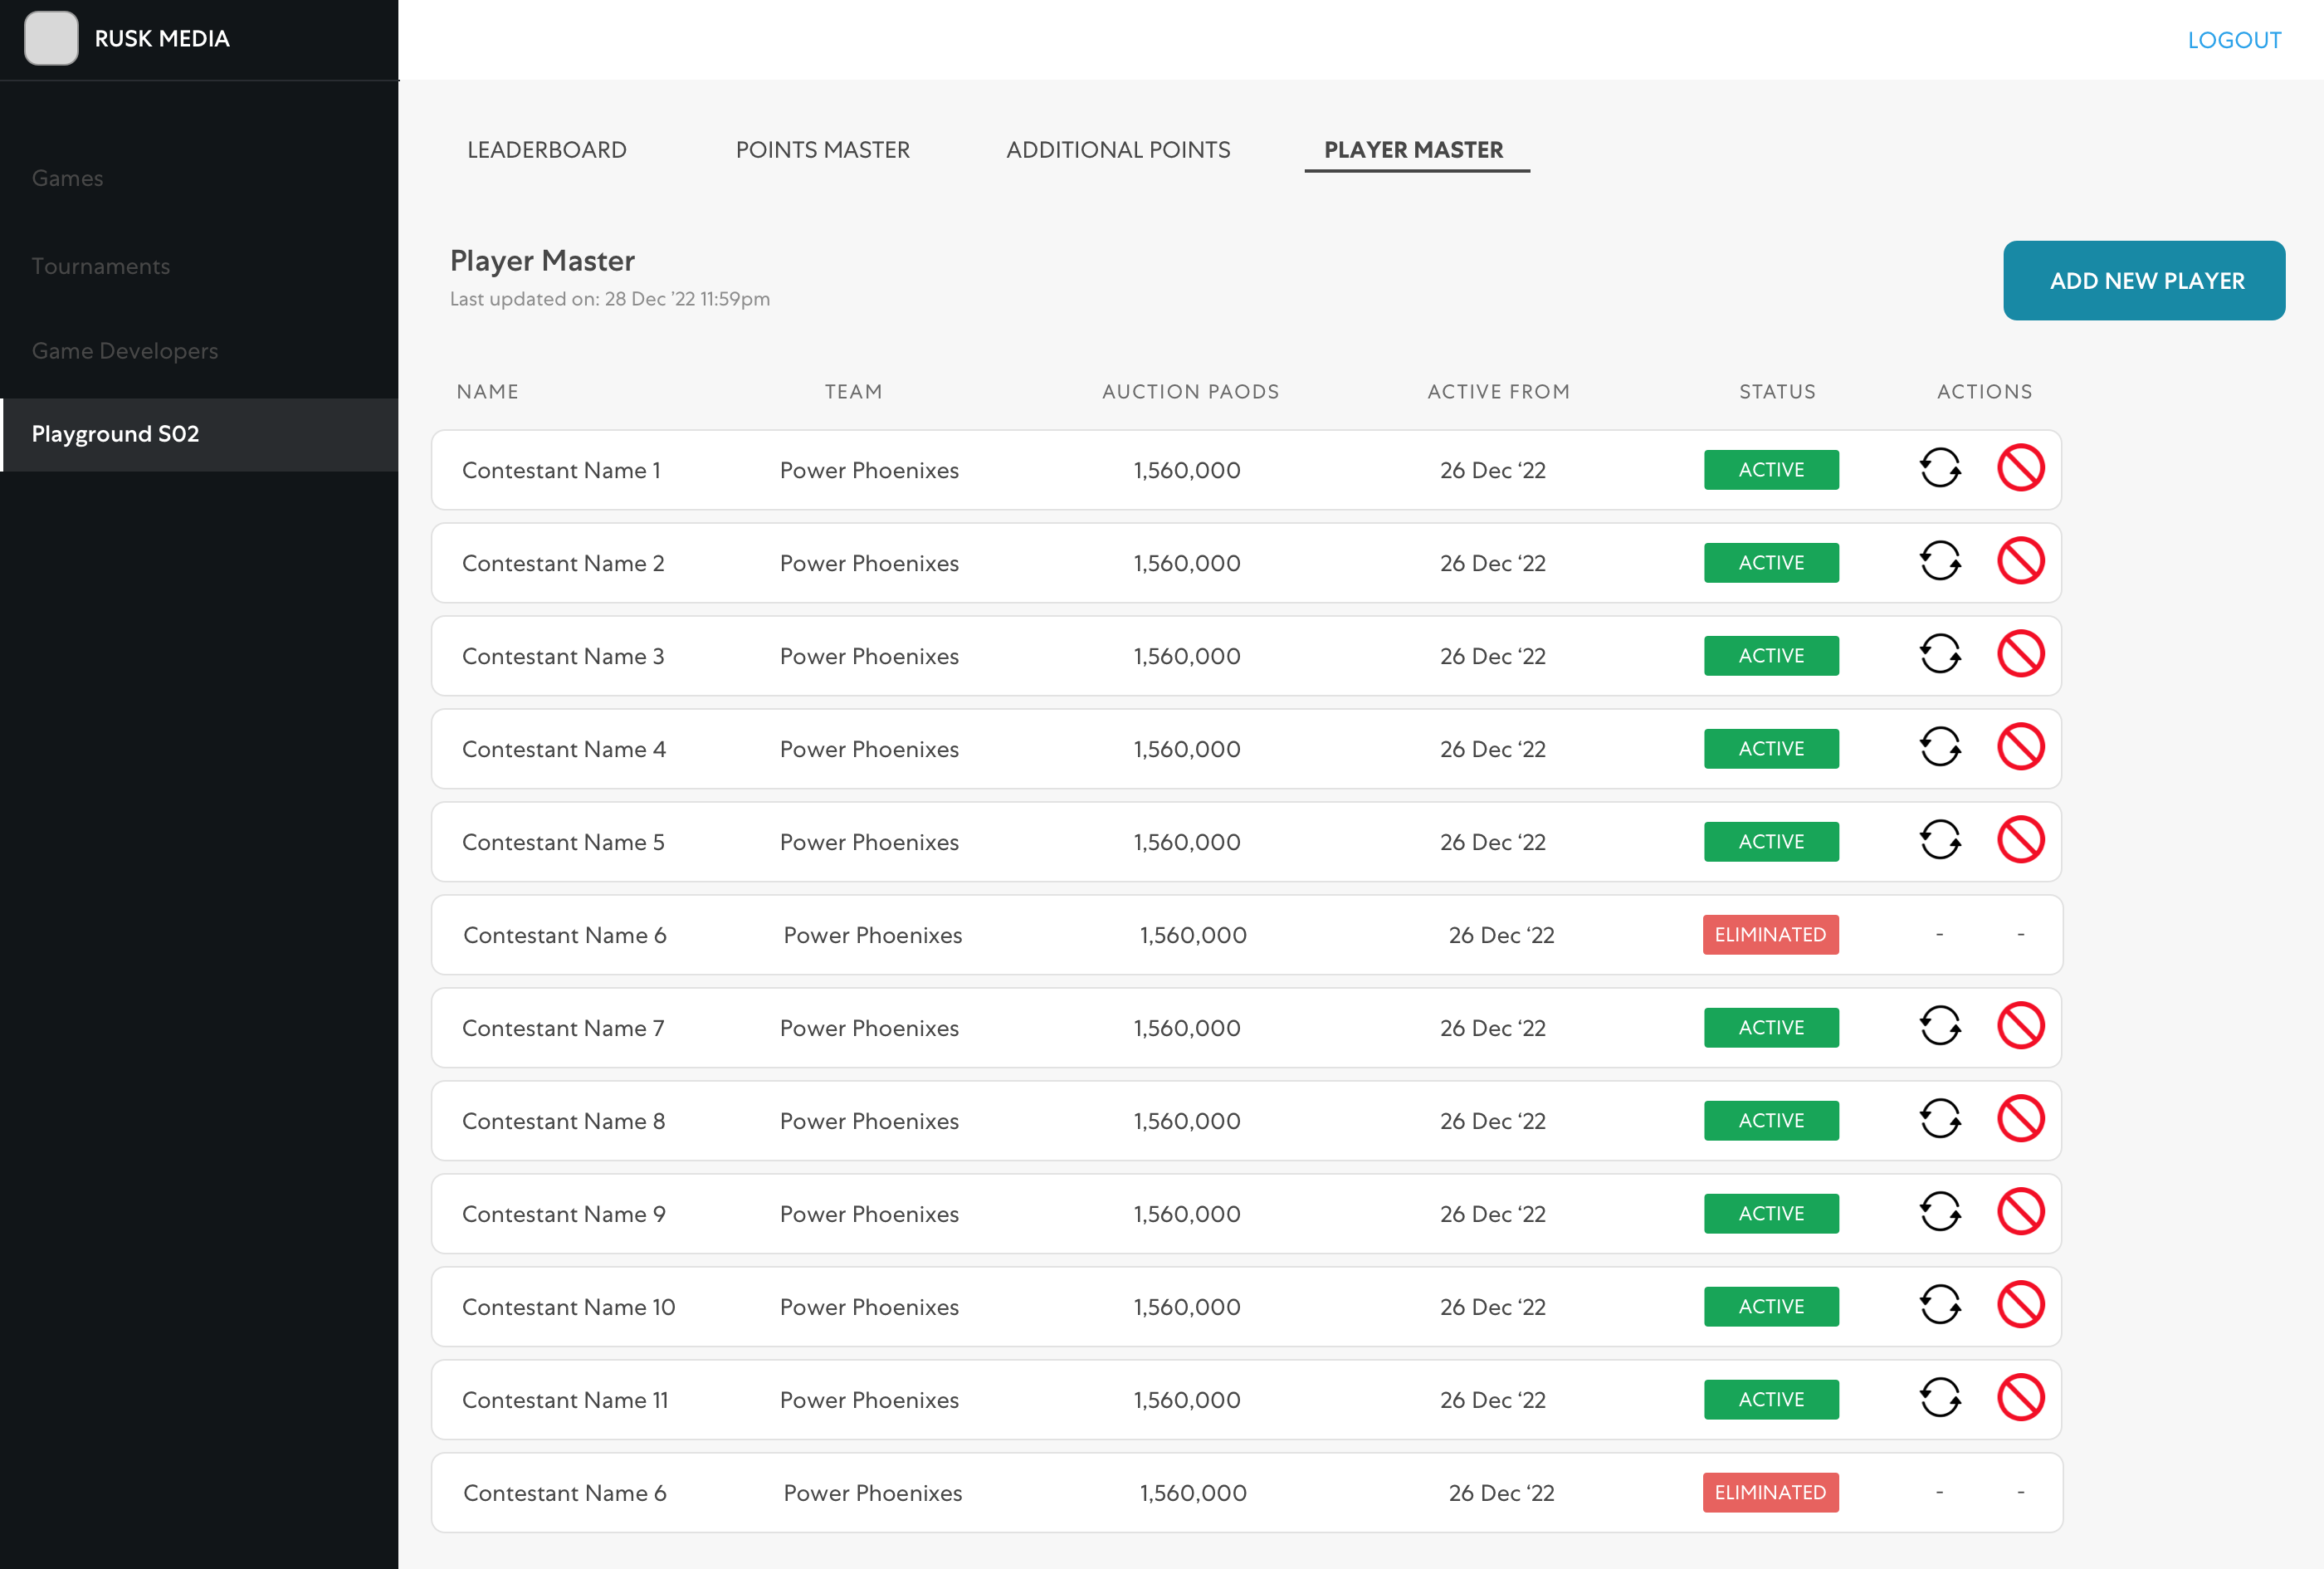 RUSK MEDIA
LOGOUT
Games
Tournaments
Game Developers
Playground S02
LEADERBOARD POINTS MASTER ADDITIONAL POINTS PLAYER MASTER
Player Master
Last updated on: 28 Dec ’22 11:59pm
ADD NEW PLAYER
NAME TEAM AUCTION PAODS ACTIVE FROM STATUS ACTIONS
Contestant Name 1 Power Phoenixes 1,560,000 26 Dec ‘22 ACTIVE
Contestant Name 2 Power Phoenixes 1,560,000 26 Dec ‘22 ACTIVE
Contestant Name 3 Power Phoenixes 1,560,000 26 Dec ‘22 ACTIVE
Contestant Name 4 Power Phoenixes 1,560,000 26 Dec ‘22 ACTIVE
Contestant Name 5 Power Phoenixes 1,560,000 26 Dec ‘22 ACTIVE
Contestant Name 6 Power Phoenixes 1,560,000 26 Dec ‘22 ELIMINATED - -
Contestant Name 7 Power Phoenixes 1,560,000 26 Dec ‘22 ACTIVE
Contestant Name 8 Power Phoenixes 1,560,000 26 Dec ‘22 ACTIVE
Contestant Name 9 Power Phoenixes 1,560,000 26 Dec ‘22 ACTIVE
Contestant Name 10 Power Phoenixes 1,560,000 26 Dec ‘22 ACTIVE
Contestant Name 11 Power Phoenixes 1,560,000 26 Dec ‘22 ACTIVE
Contestant Name 6 Power Phoenixes 1,560,000 26 Dec ‘22 ELIMINATED - -